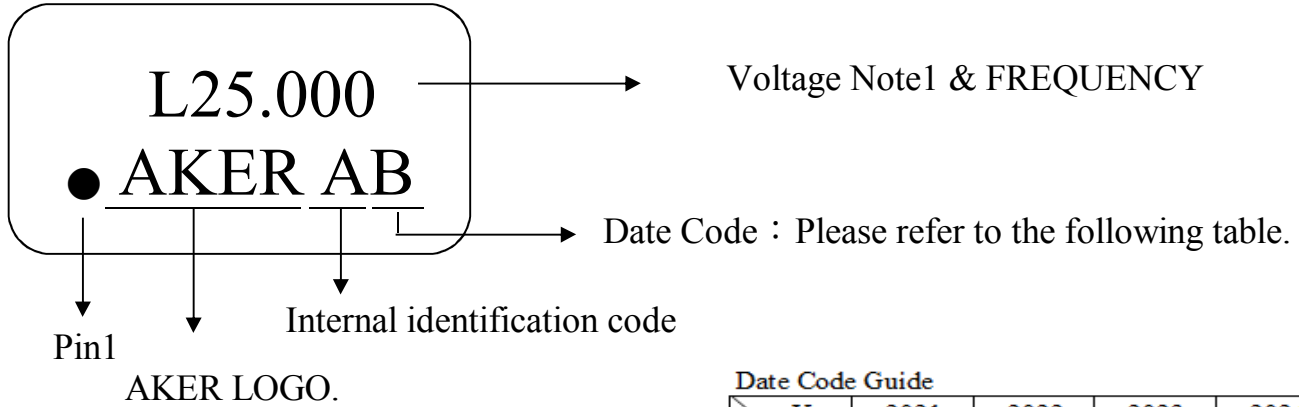 L25.000
Voltage Note1 & FREQUENCY
● AKER AB
Date Code：Please refer to the following table.
Internal identification code
Pin1
AKER LOGO.
Date Code Guide
2021